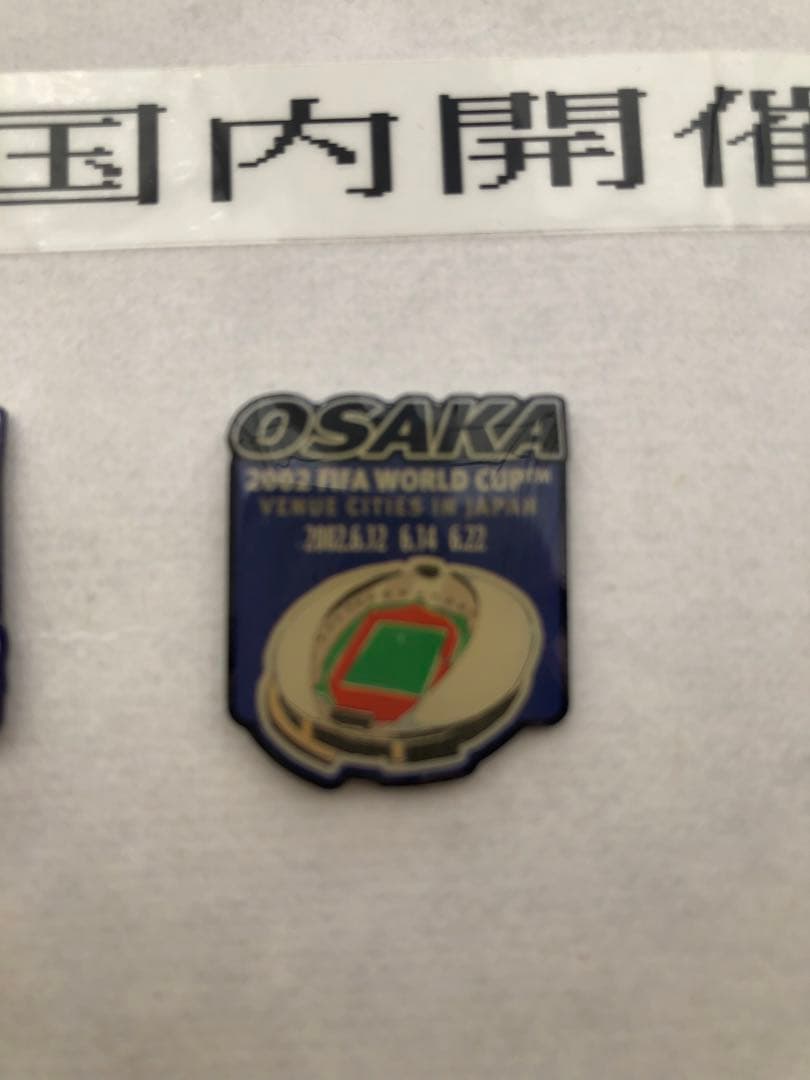 国内開催
OSAKA
2002 FIFA WORLD CUP™
VENUE CITIES IN JAPAN
2002.6.12 6.14 6.22